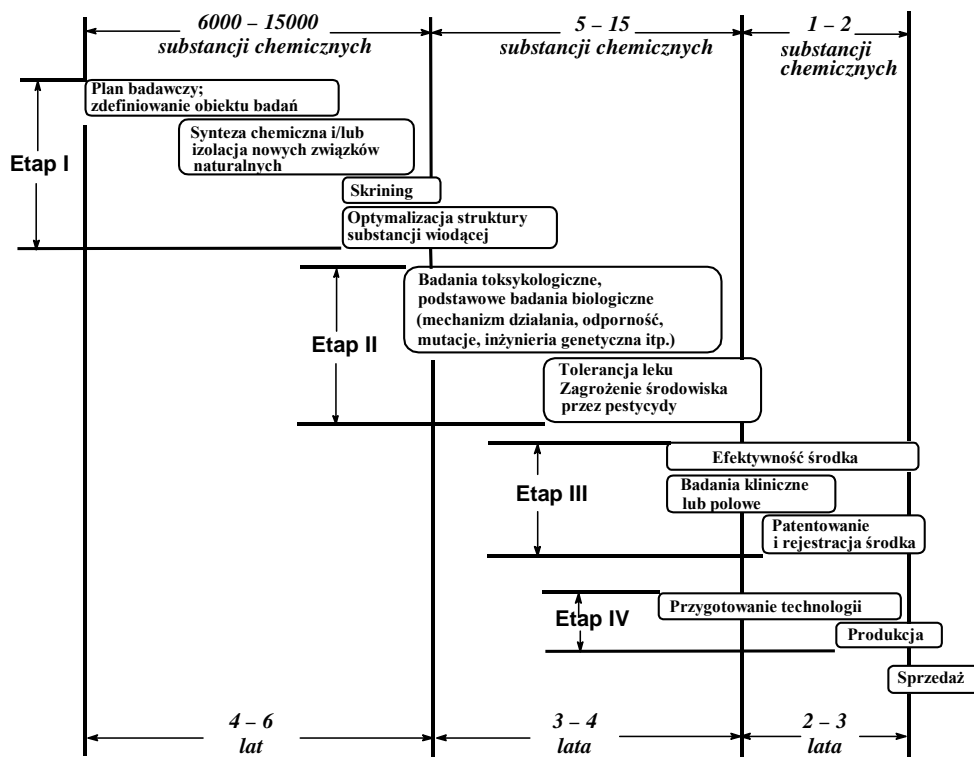 6000 – 15000
substancji chemicznych
5 – 15
substancji chemicznych
1 – 2
substancji
chemicznych
Plan badawczy;
zdefiniowanie obiektu badań
Synteza chemiczna i/lub
izolacja nowych związków
naturalnych
Etap I
Skrining
Optymalizacja struktury
substancji wiodącej
Badania toksykologiczne,
podstawowe badania biologiczne
(mechanizm działania, odporność,
mutacje, inżynieria genetyczna itp.)
Etap II
Tolerancja leku
Zagrożenie środowiska
przez pestycydy
Efektywność środka
Etap III
Badania kliniczne
lub polowe
Patentowanie
i rejestracja środka
Etap IV
Przygotowanie technologii
Produkcja
Sprzedaż
4 – 6
lat
3 – 4
lata
2 – 3
lata